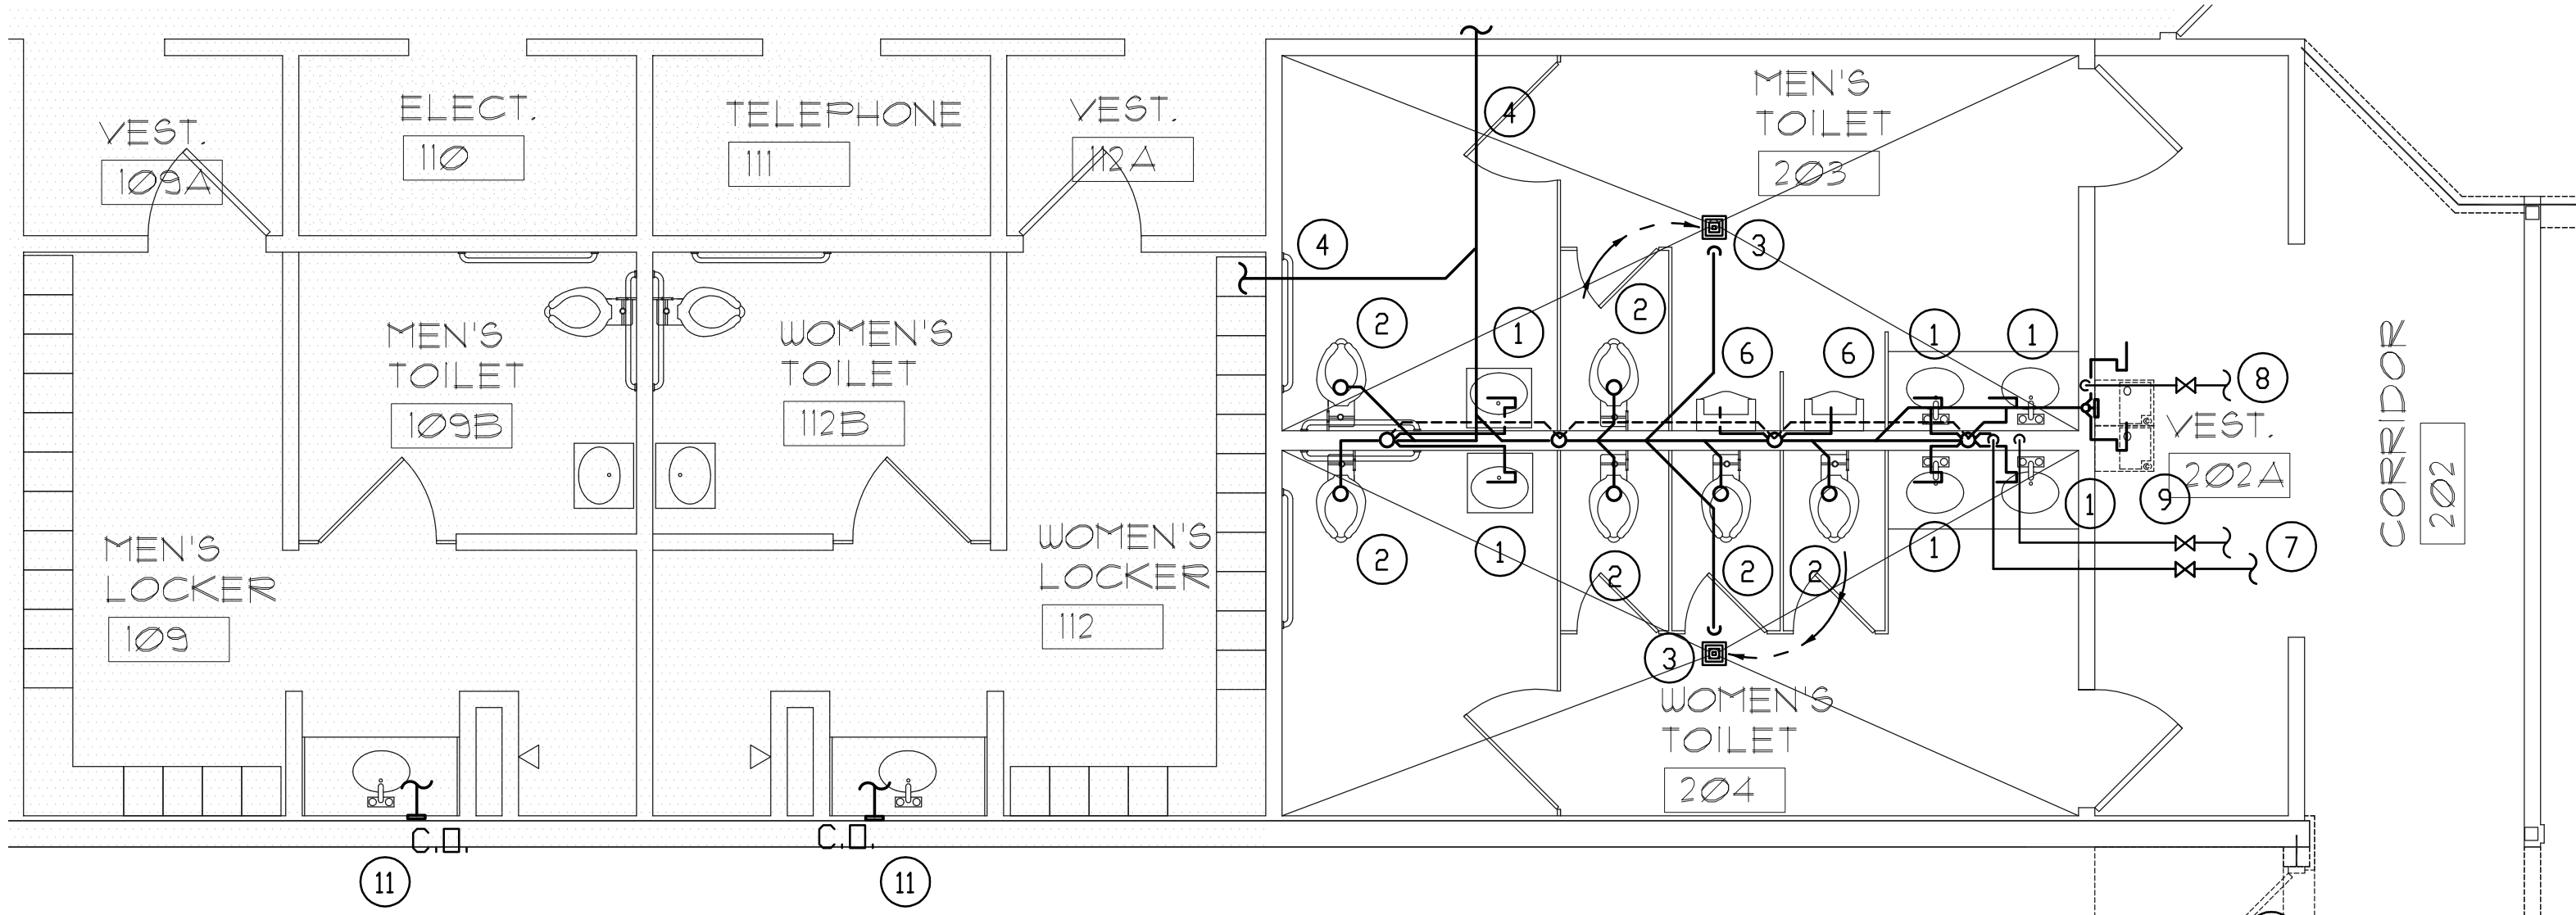 VEST.
109A
ELECT.
110
TELEPHONE
111
VEST.
112A
4
MEN'S
TOILET
203
4
3
2
2
1
6
6
1
1
8
MEN'S
TOILET
109B
WOMEN'S
TOILET
112B
VEST.
202A
9
1
CORRIDOR
202
MEN'S
LOCKER
109
WOMEN'S
LOCKER
112
2
1
2
2
2
1
7
3
WOMEN'S
TOILET
204
C.O.
C.O.
11
11